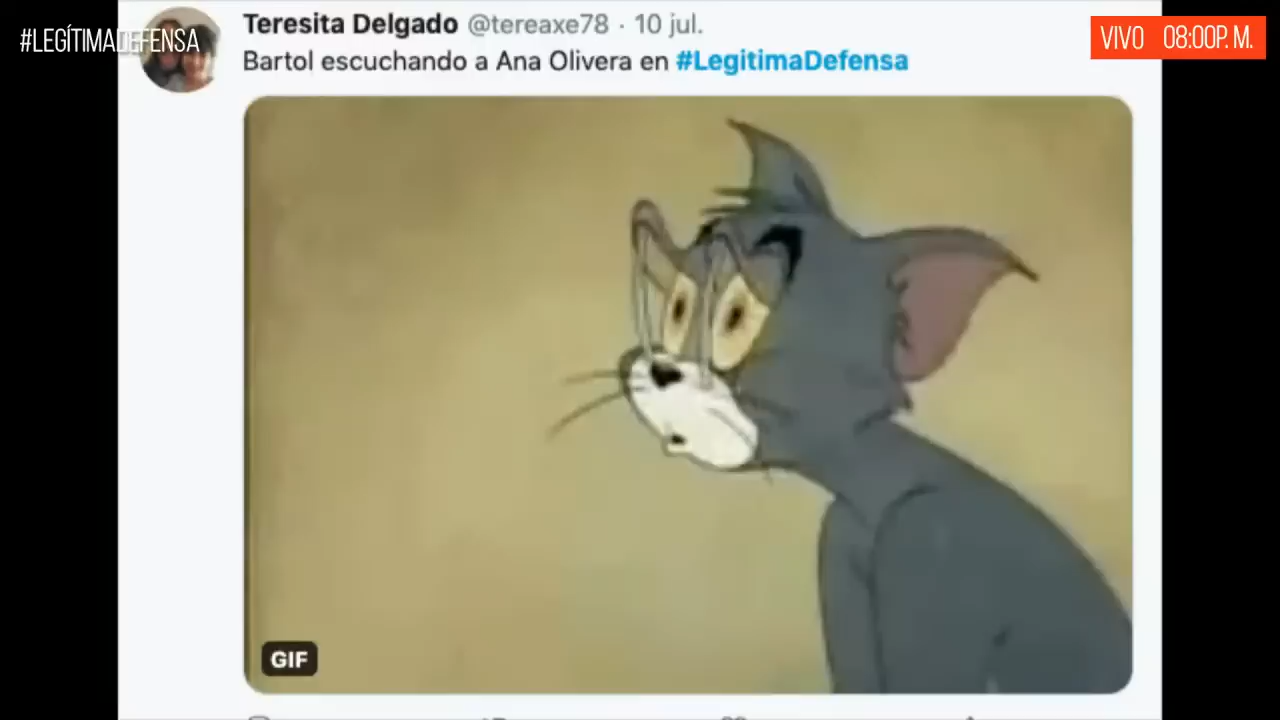 #LEGÍTIMADEFENSA
Teresita Delgado @tereaxe78 · 10 jul.
VIVO 08:00P.M.
Bartol escuchando a Ana Olivera en #LegitimaDefensa
GIF